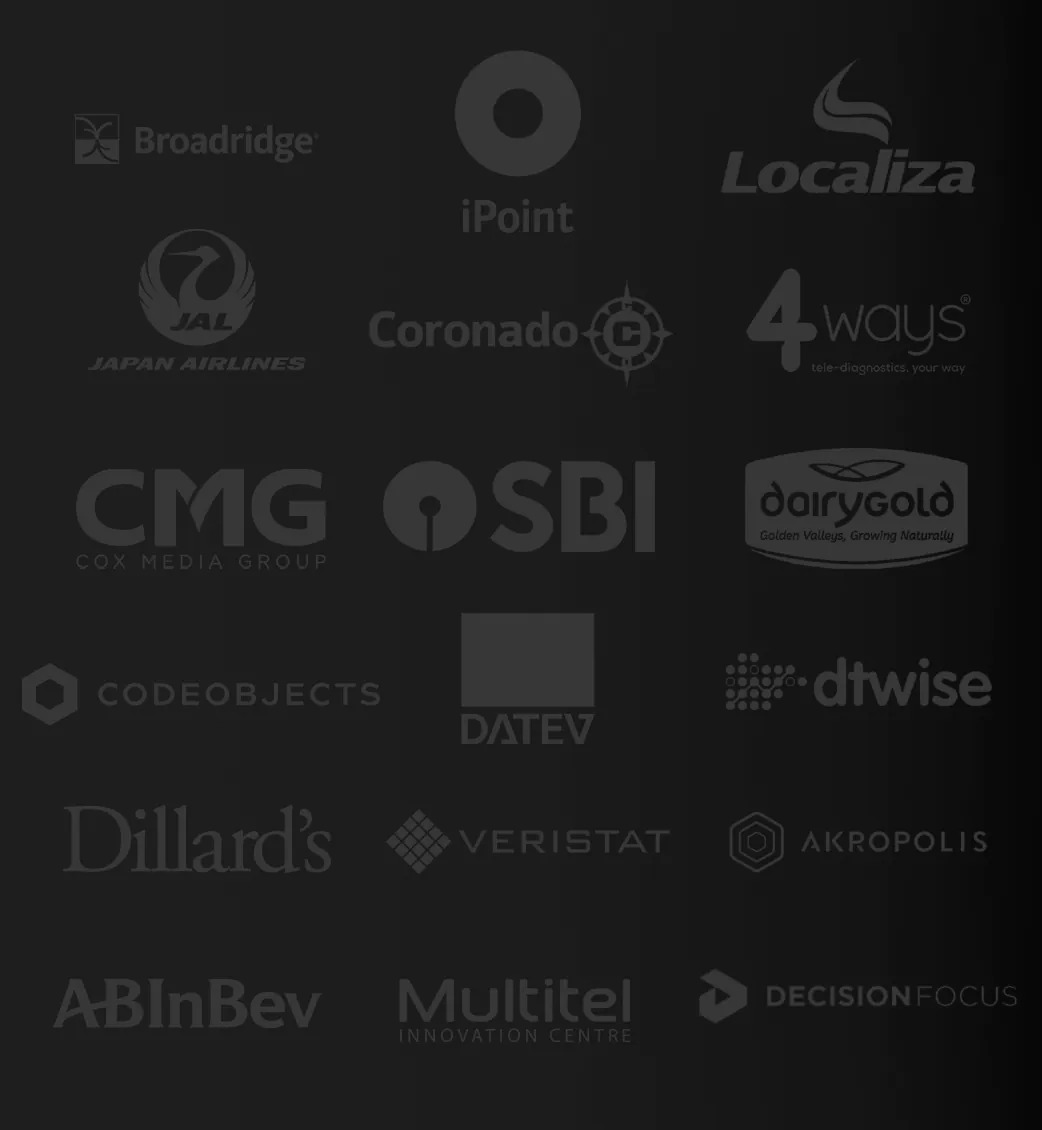 Broadridge
iPoint
Localiza
JAL
JAPAN AIRLINES
Coronado
C
4ways®
tele-diagnostics, your way
CMG
COX MEDIA GROUP
SBI
dairygold
Golden Valleys, Growing Naturally
CODEOBJECTS
DATEV
dtwise
Dillard's
VERISTAT
AKROPOLIS
ABInBev
Multitel
INNOVATION CENTRE
DECISIONFOCUS